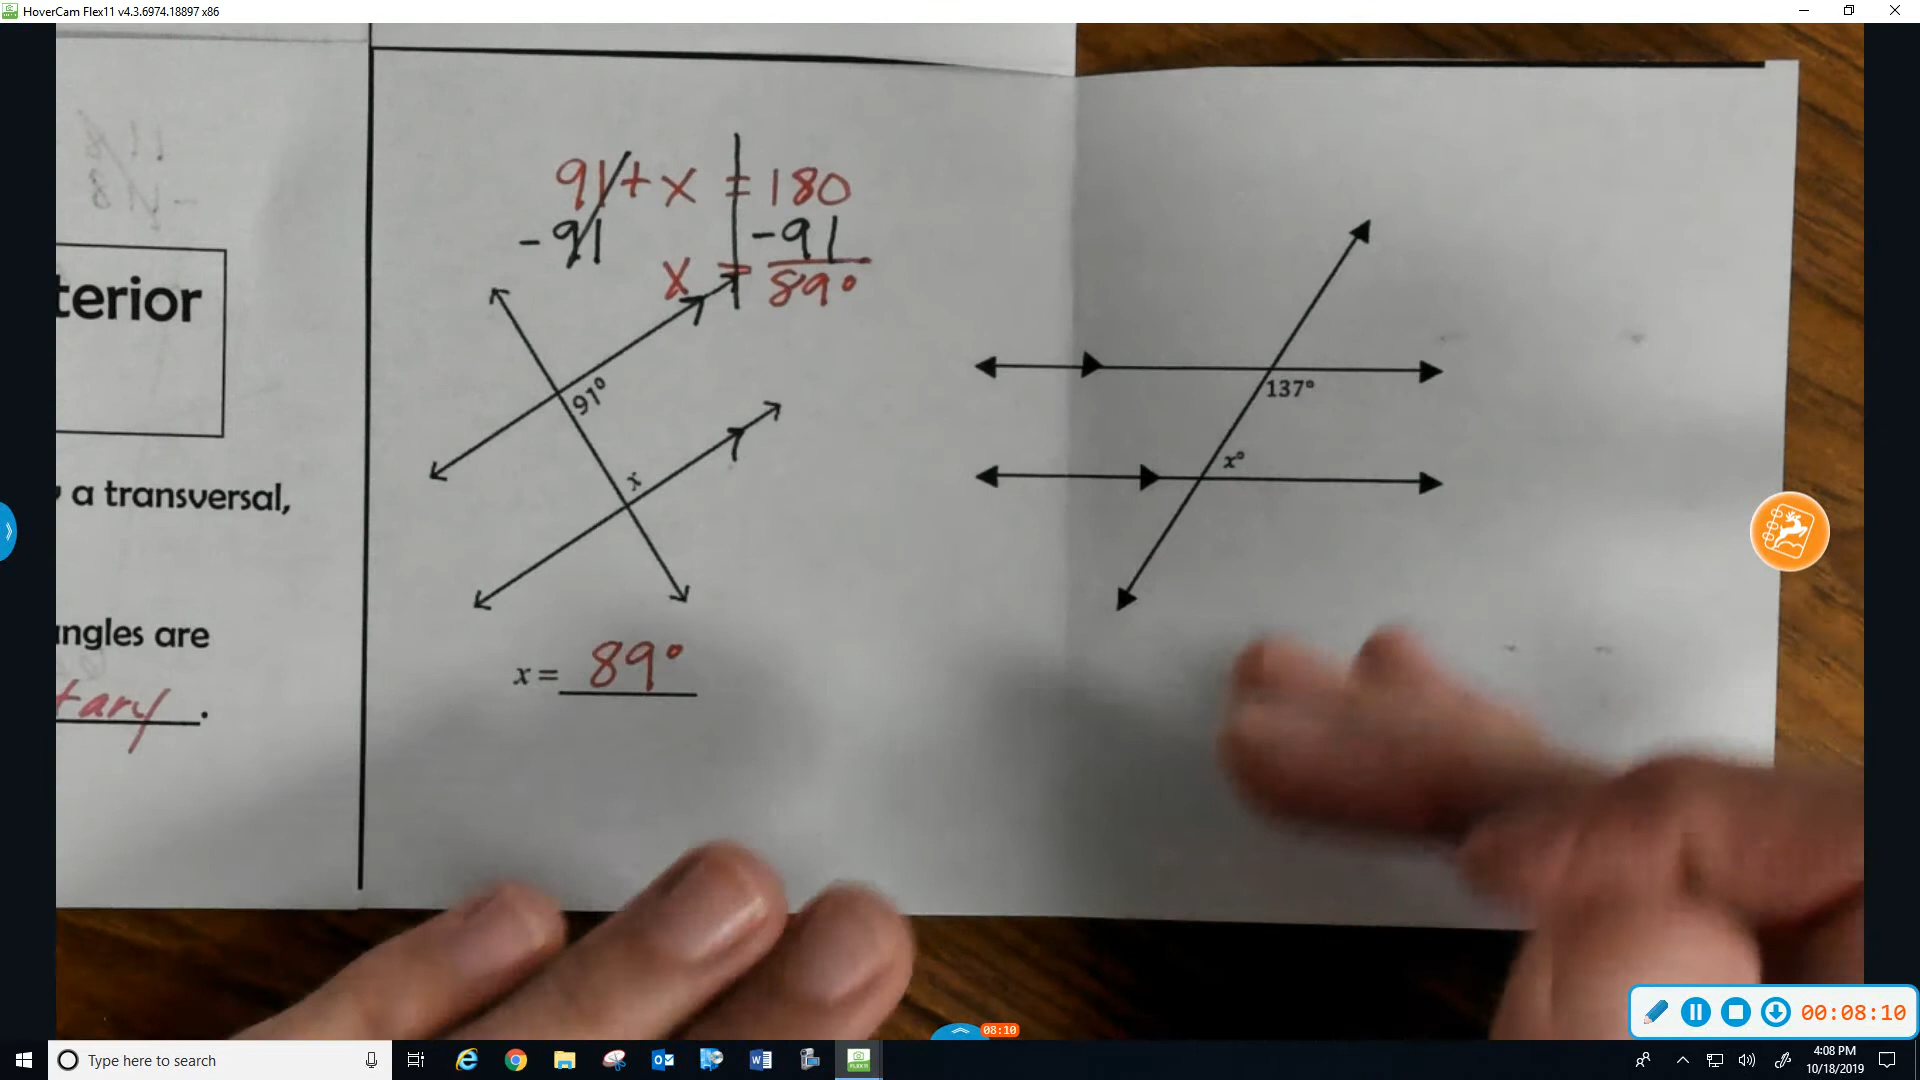 HoverCam Flex11 v4.3.6974.18897 x86
91 + x = 180
- 91 - 91
x = 89°
terior
91°
x
137°
x°
a transversal,
ngles are
tary.
x = 89°
08:10
00:08:10
Type here to search
FLEX11
4:08 PM
10/18/2019